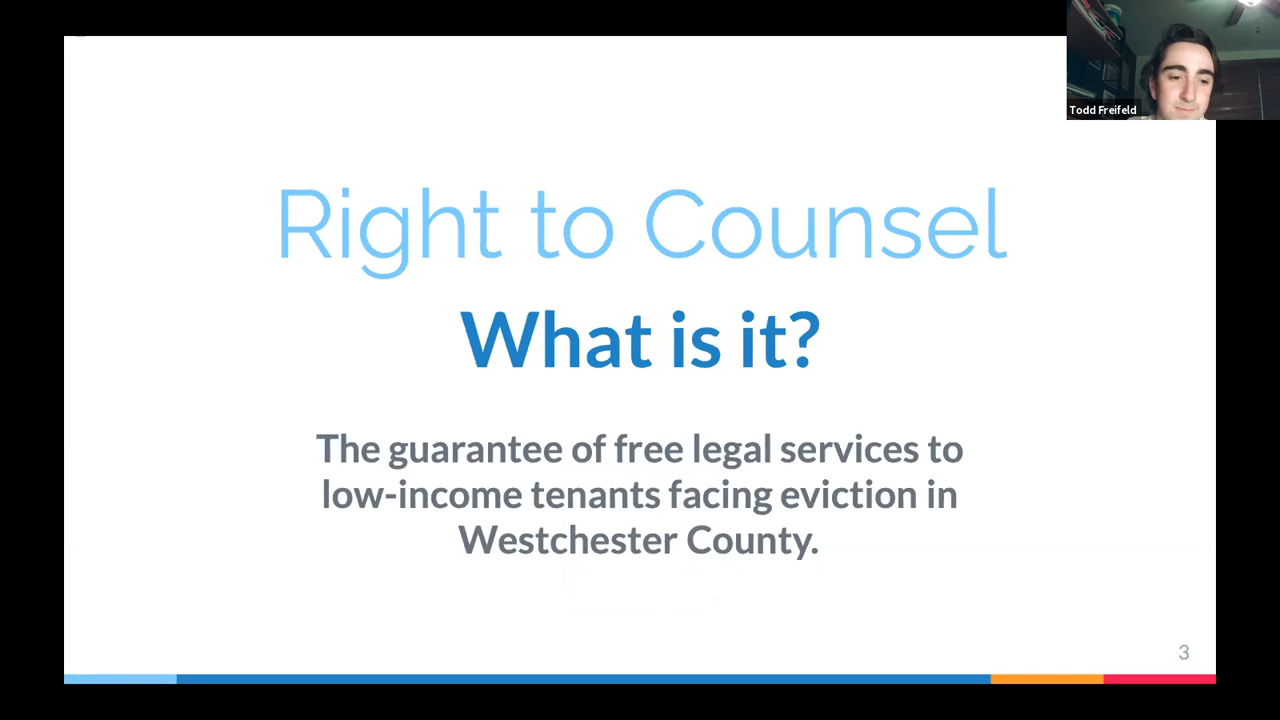 Todd Freifeld
Right to Counsel
What is it?
The guarantee of free legal services to
low-income tenants facing eviction in
Westchester County.
3